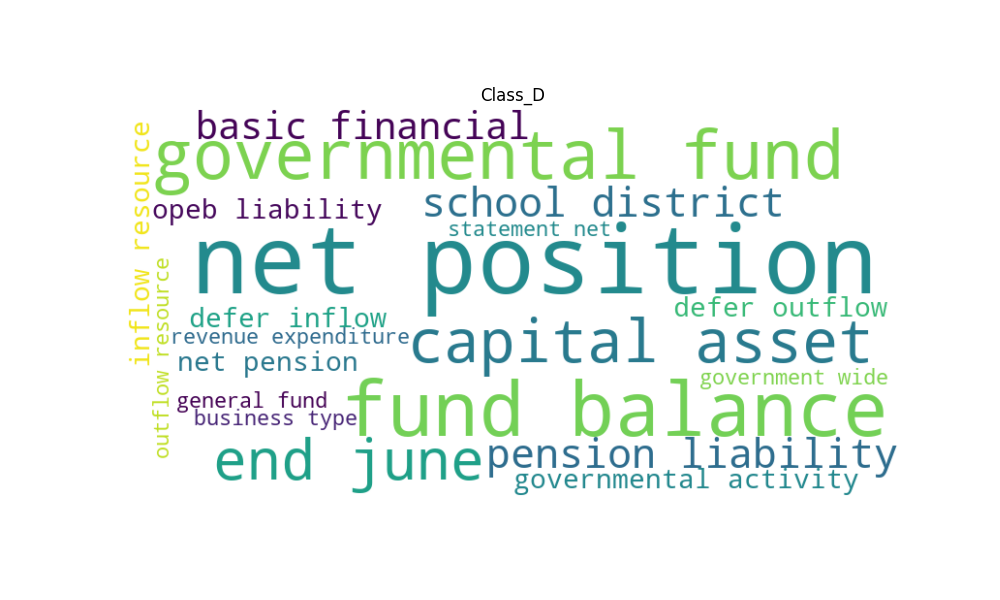 Class_D
basic financial
governmental fund
inflow resource
opeb liability
school district
statement net
net position
outflow resource
defer inflow
defer outflow
revenue expenditure
capital asset
net pension
government wide
general fund
fund balance
business type
end june
pension liability
governmental activity